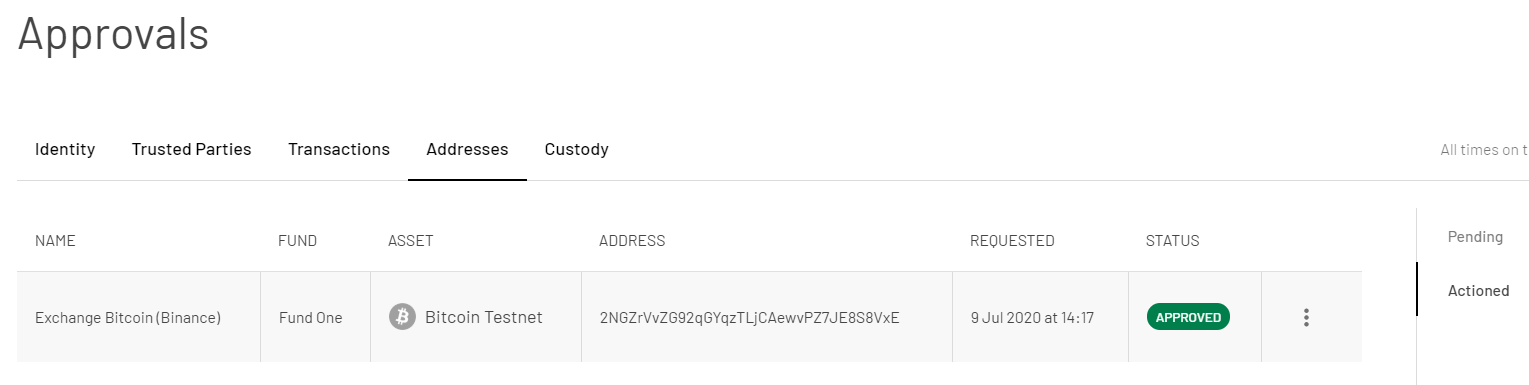 Approvals
Identity Trusted Parties Transactions Addresses Custody All times on t
NAME FUND ASSET ADDRESS REQUESTED STATUS
Pending
Actioned
Exchange Bitcoin (Binance) Fund One Bitcoin Testnet 2NGZrVvZG92qGYqzTLjCAewvPZ7JE8S8VxE 9 Jul 2020 at 14:17 APPROVED